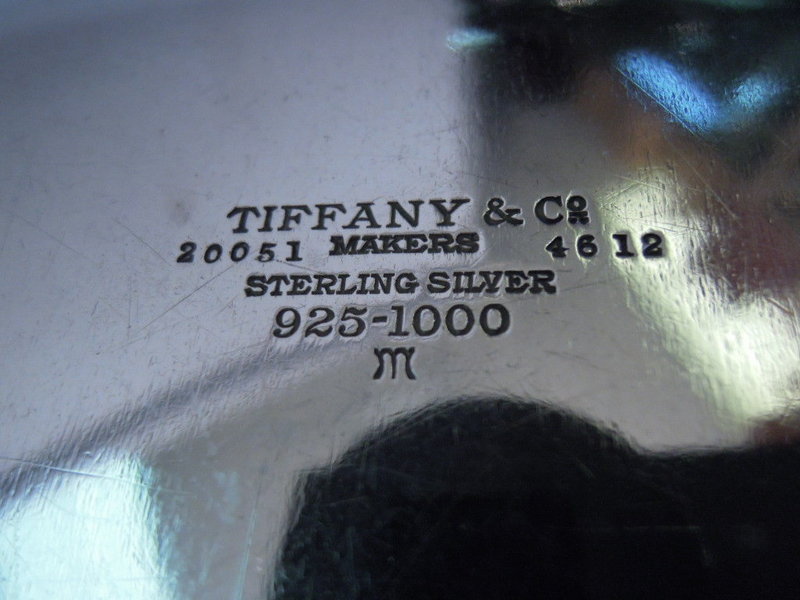 TIFFANY & Co
20051 MAKERS 4612
STERLING SILVER
925-1000
m